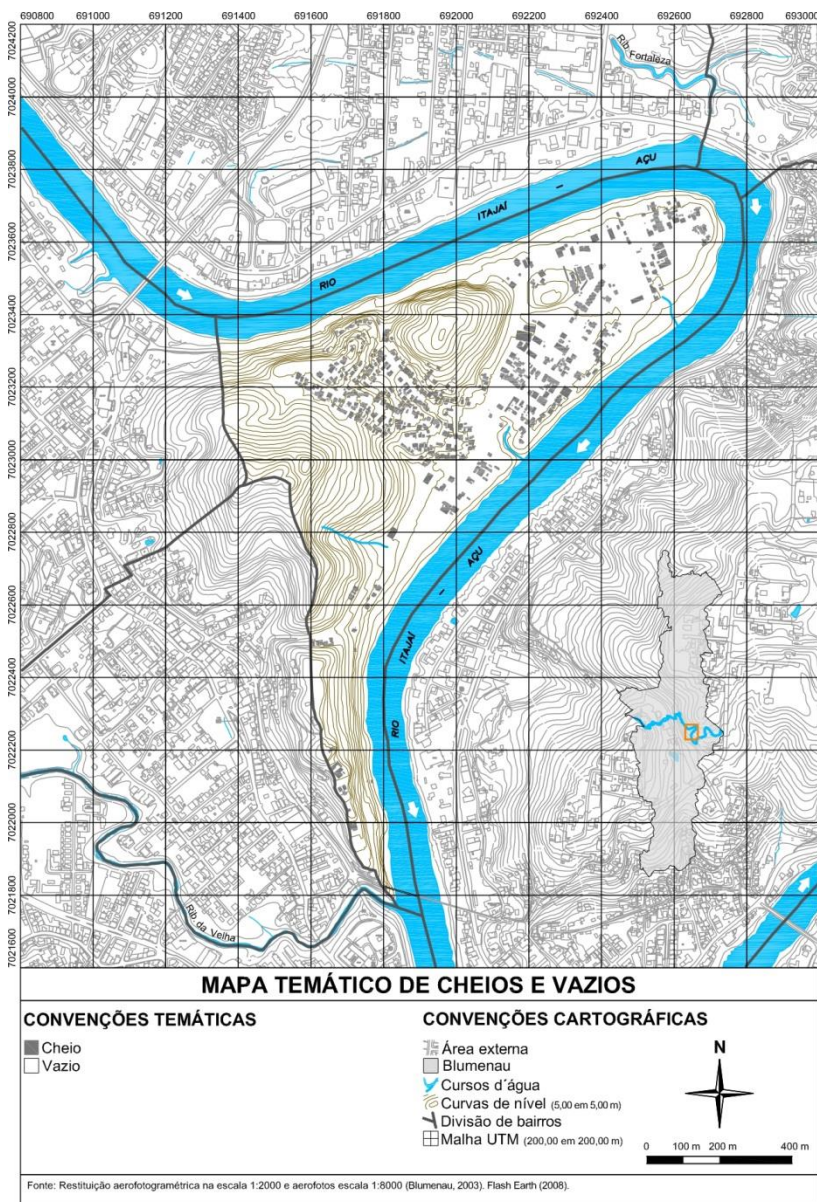 690800 691000 691200 691400 691600 691800 692000 692200 692400 692600 692800 693000
7024200
7024000
7023800
7023600
7023400
7023200
7023000
7022800
7022600
7022400
7022200
7022000
7021800
7021600
Rib. Fortaleza
RIO ITAJAÍ - AÇU
RIO ITAJAÍ - AÇU
Rib da Velha
MAPA TEMÁTICO DE CHEIOS E VAZIOS
CONVENÇÕES TEMÁTICAS
Cheio
Vazio
CONVENÇÕES CARTOGRÁFICAS
Área externa
Blumenau
Cursos d´água
Curvas de nível (5,00 em 5,00 m)
Divisão de bairros
Malha UTM (200,00 em 200,00 m)
N
0 100 m 200 m 400 m
Fonte: Restituição aerofotogramétrica na escala 1:2000 e aerofotos escala 1:8000 (Blumenau, 2003). Flash Earth (2008).